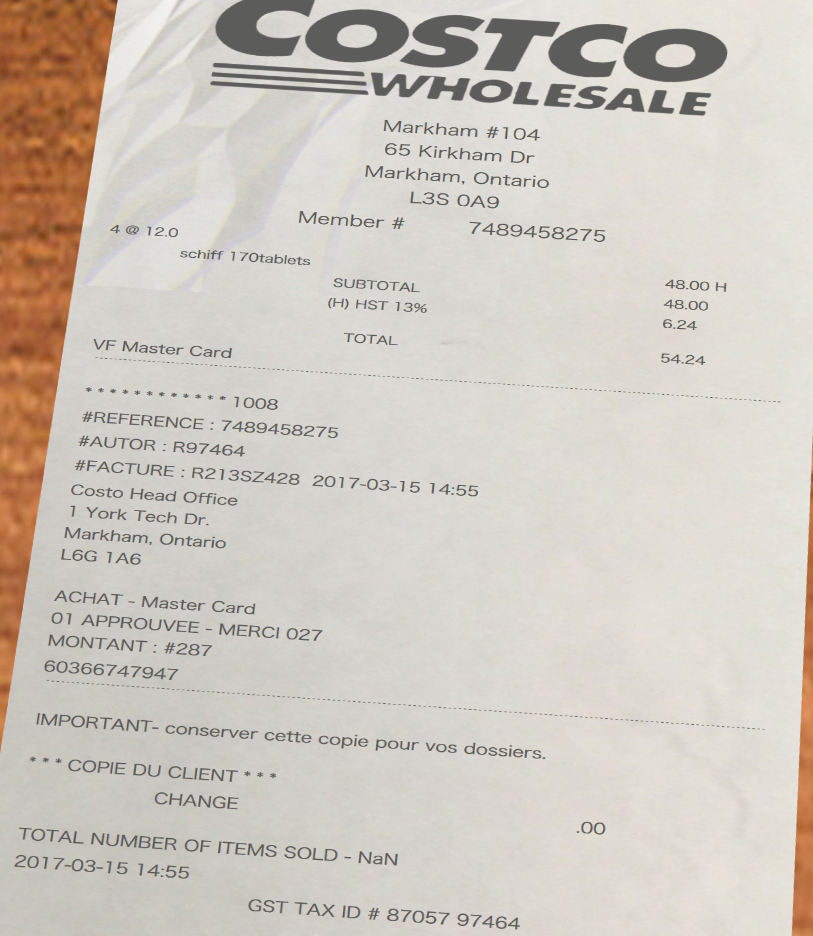 COSTCO
WHOLESALE
Markham #104
65 Kirkham Dr
Markham, Ontario
L3S 0A9
Member # 7489458275
4 @ 12.0
schiff 170tablets 48.00 H
SUBTOTAL 48.00
(H) HST 13% 6.24
TOTAL 54.24
VF Master Card
* * * * * * * * * * * * 1008
#REFERENCE : 7489458275
#AUTOR : R97464
#FACTURE : R213SZ428 2017-03-15 14:55
Costo Head Office
1 York Tech Dr.
Markham, Ontario
L6G 1A6
ACHAT - Master Card
01 APPROUVEE - MERCI 027
MONTANT : #287
60366747947
IMPORTANT- conserver cette copie pour vos dossiers.
* * * COPIE DU CLIENT * * *
CHANGE .00
TOTAL NUMBER OF ITEMS SOLD - NaN
2017-03-15 14:55
GST TAX ID # 87057 97464